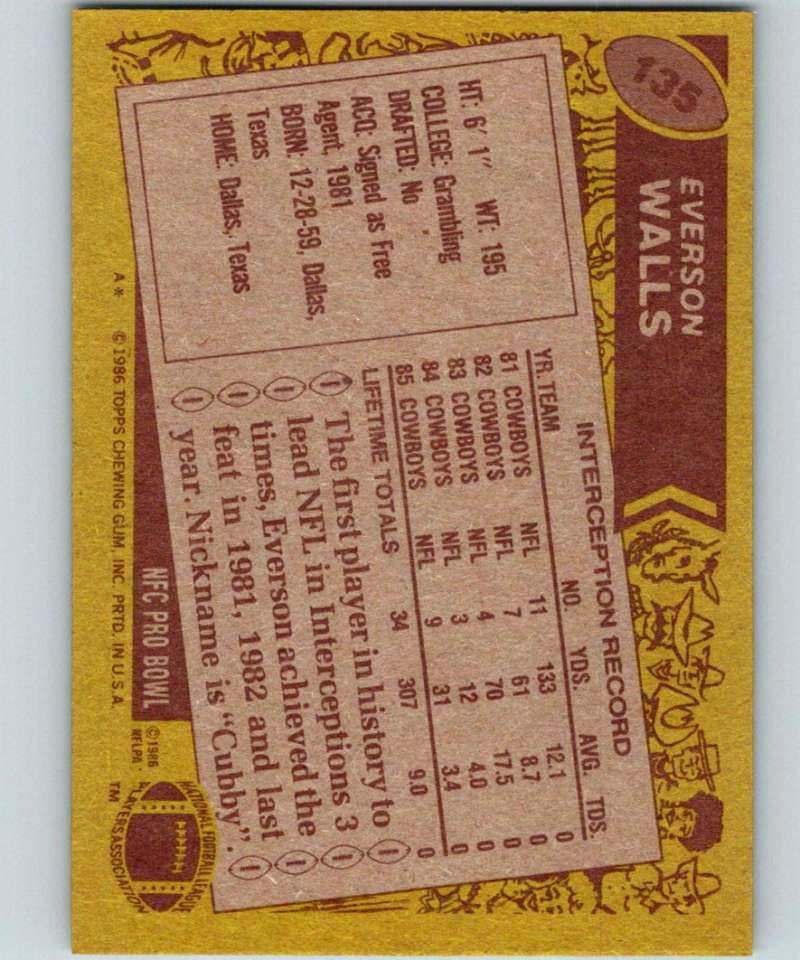 135
EVERSON
WALLS
HT: 6' 1" WT: 195
COLLEGE: Grambling
DRAFTED: No
ACQ: Signed as Free
Agent, 1981
BORN: 12-28-59, Dallas,
Texas
HOME: Dallas, Texas
INTERCEPTION RECORD
YR. TEAM NO. YDS. AVG. TDS.
81 COWBOYS NFL 11 133 12.1 0
82 COWBOYS NFL 7 61 8.7 0
83 COWBOYS NFL 4 70 17.5 0
84 COWBOYS NFL 3 12 4.0 0
85 COWBOYS NFL 9 31 3.4 0
LIFETIME TOTALS 34 307 9.0 0
The first player in history to
lead NFL in Interceptions 3
times, Everson achieved the
feat in 1981, 1982 and last
year. Nickname is "Cubby".
NFC PRO BOWL
A* © 1986 TOPPS CHEWING GUM, INC. PRTD. IN U.S.A.
© 1986
NFLPA
NATIONAL FOOTBALL LEAGUE
PLAYERS ASSOCIATION
TM